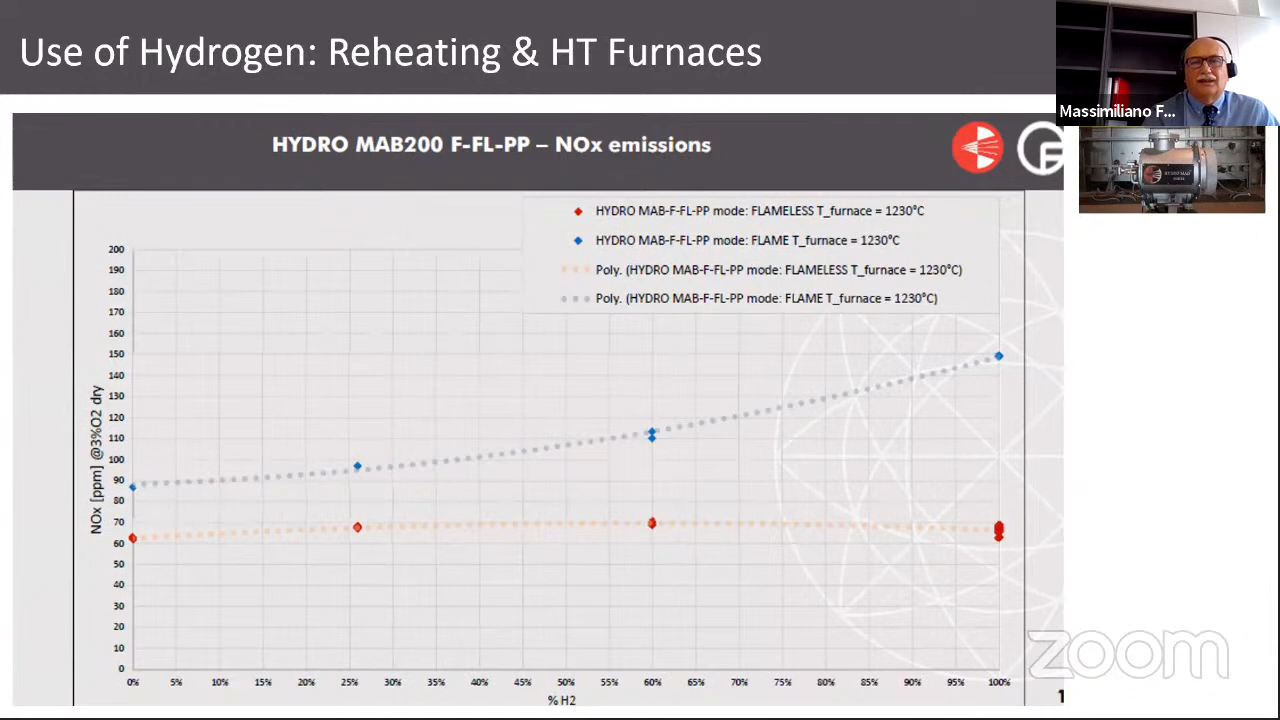 Use of Hydrogen: Reheating & HT Furnaces
Massimiliano F...
HYDRO MAB200 F-FL-PP – NOx emissions
HYDRO MAB-F-FL-PP mode: FLAMELESS T_furnace = 1230°C
HYDRO MAB-F-FL-PP mode: FLAME T_furnace = 1230°C
Poly. (HYDRO MAB-F-FL-PP mode: FLAMELESS T_furnace = 1230°C)
Poly. (HYDRO MAB-F-FL-PP mode: FLAME T_furnace = 1230°C)
200
190
180
170
160
150
140
130
120
110
100
90
80
70
60
50
40
30
20
10
0
NOx [ppm] @3%O2 dry
0% 5% 10% 15% 20% 25% 30% 35% 40% 45% 50% 55% 60% 65% 70% 75% 80% 85% 90% 95% 100%
% H2
1
zoom